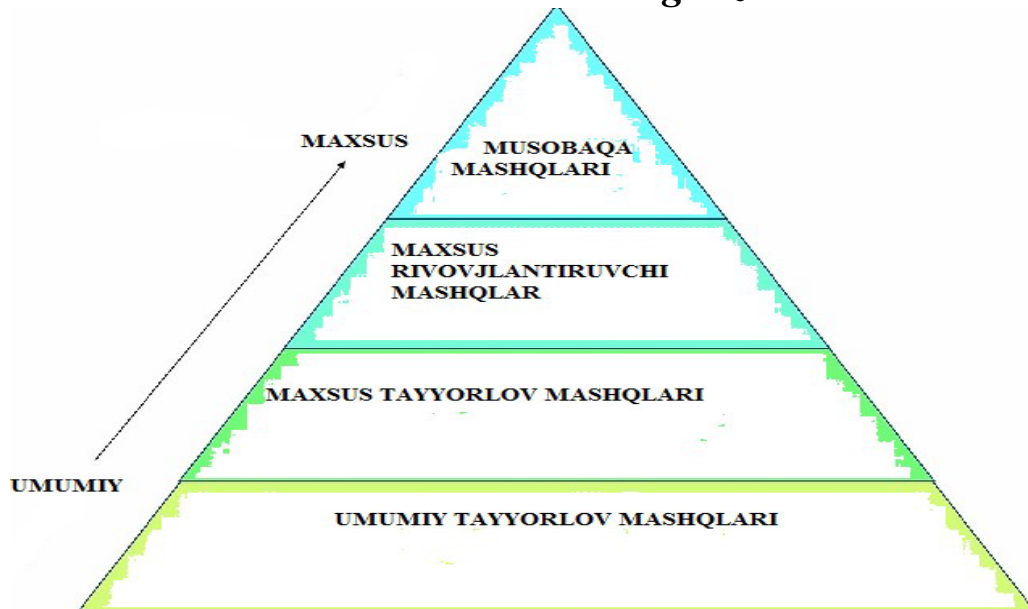 MAXSUS
MUSOBAQA
MASHQLARI
MAXSUS
RIVOVJLANTIRUVCHI
MASHQLAR
MAXSUS TAYYORLOV MASHQLARI
UMUMIY
UMUMIY TAYYORLOV MASHQLARI